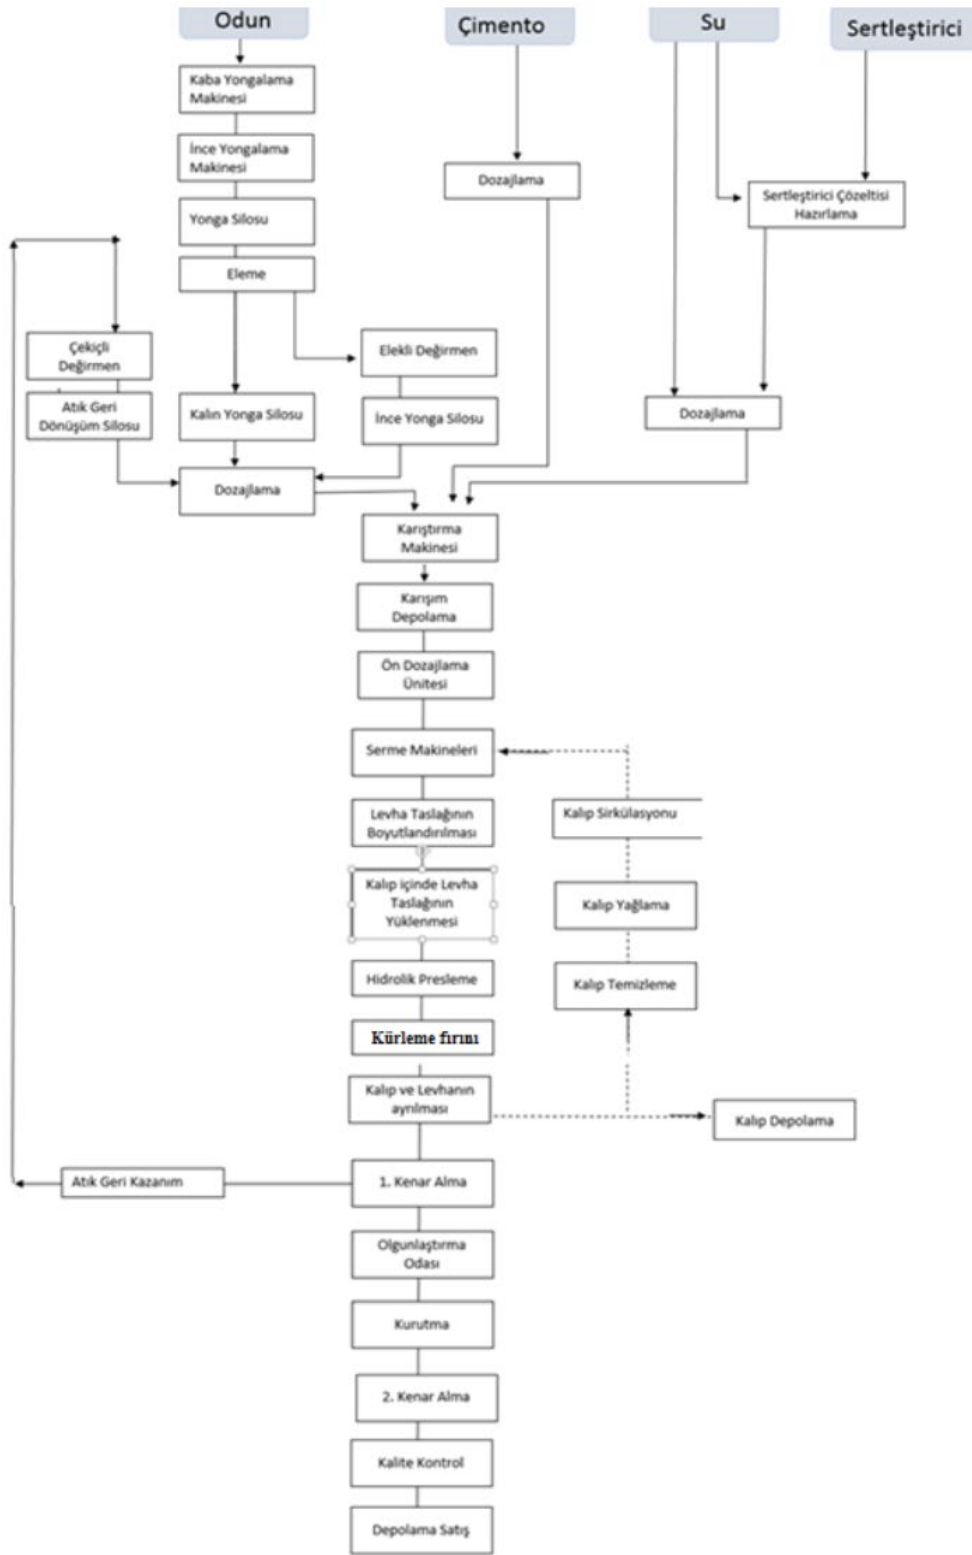 Odun
Çimento
Su
Sertleştirici
Kaba Yongalama
Makinesi
İnce Yongalama
Makinesi
Dozajlama
Sertleştirici Çözeltisi
Hazırlama
Yonga Silosu
Eleme
Çekiçli
Değirmen
Elekli Değirmen
Atık Geri
Dönüşüm Silosu
Kalın Yonga Silosu
İnce Yonga Silosu
Dozajlama
Dozajlama
Karıştırma
Makinesi
Karışım
Depolama
Ön Dozajlama
Ünitesi
Serme Makineleri
Levha Taslağının
Boyutlandırılması
Kalıp Sirkülasyonu
Kalıp içinde Levha
Taslağının
Yüklenmesi
Kalıp Yağlama
Hidrolik Presleme
Kalıp Temizleme
Kürleme fırını
Kalıp ve Levhanın
ayrılması
Kalıp Depolama
Atık Geri Kazanım
1. Kenar Alma
Olgunlaştırma
Odası
Kurutma
2. Kenar Alma
Kalite Kontrol
Depolama Satış